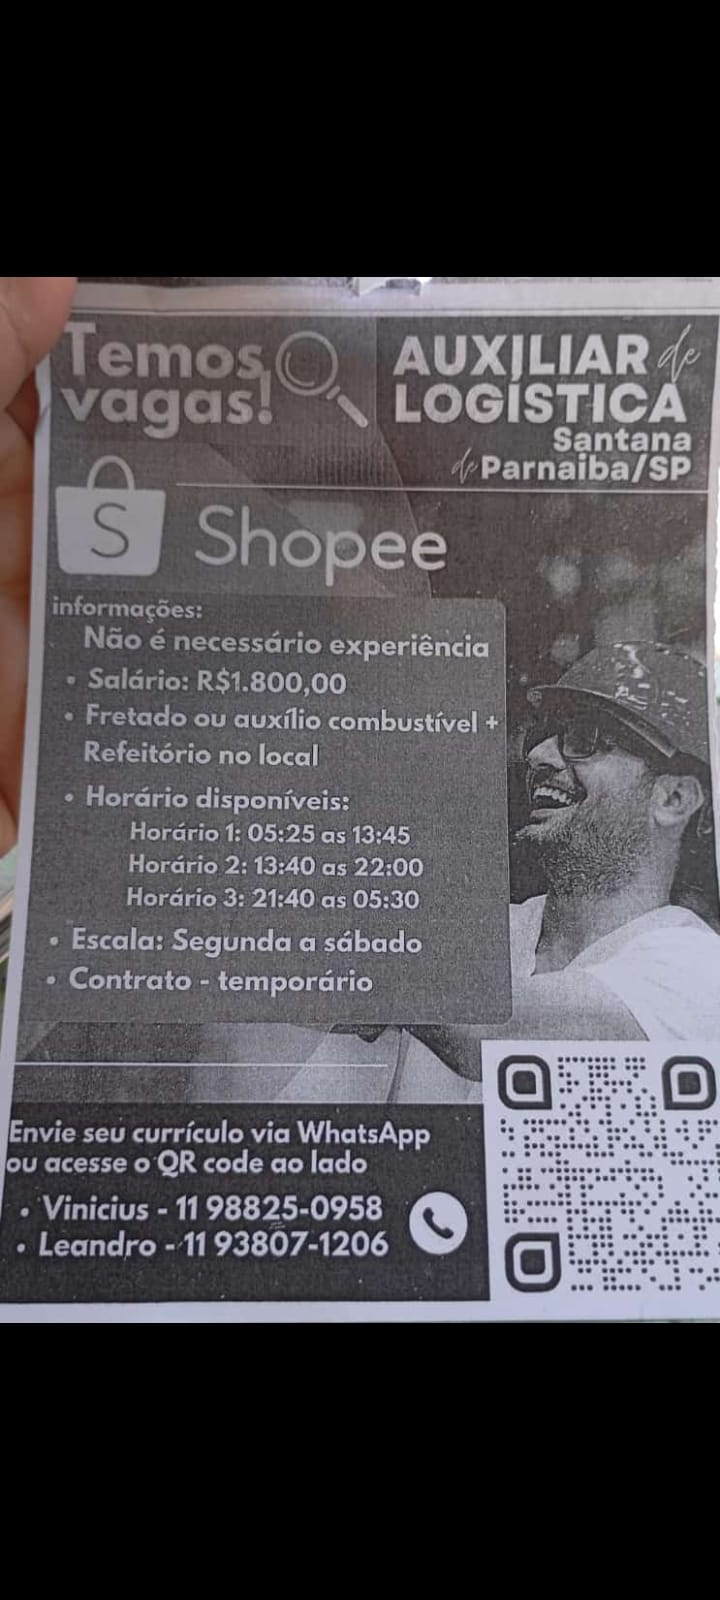 Temos vagas!
AUXILIAR de
LOGÍSTICA
Santana
de Parnaiba/SP
S Shopee
informações:
Não é necessário experiência
• Salário: R$1.800,00
• Fretado ou auxílio combustível +
Refeitório no local
• Horário disponíveis:
Horário 1: 05:25 as 13:45
Horário 2: 13:40 as 22:00
Horário 3: 21:40 as 05:30
• Escala: Segunda a sábado
• Contrato - temporário
Envie seu currículo via WhatsApp
ou acesse o QR code ao lado
• Vinicius - 11 98825-0958
• Leandro - 11 93807-1206